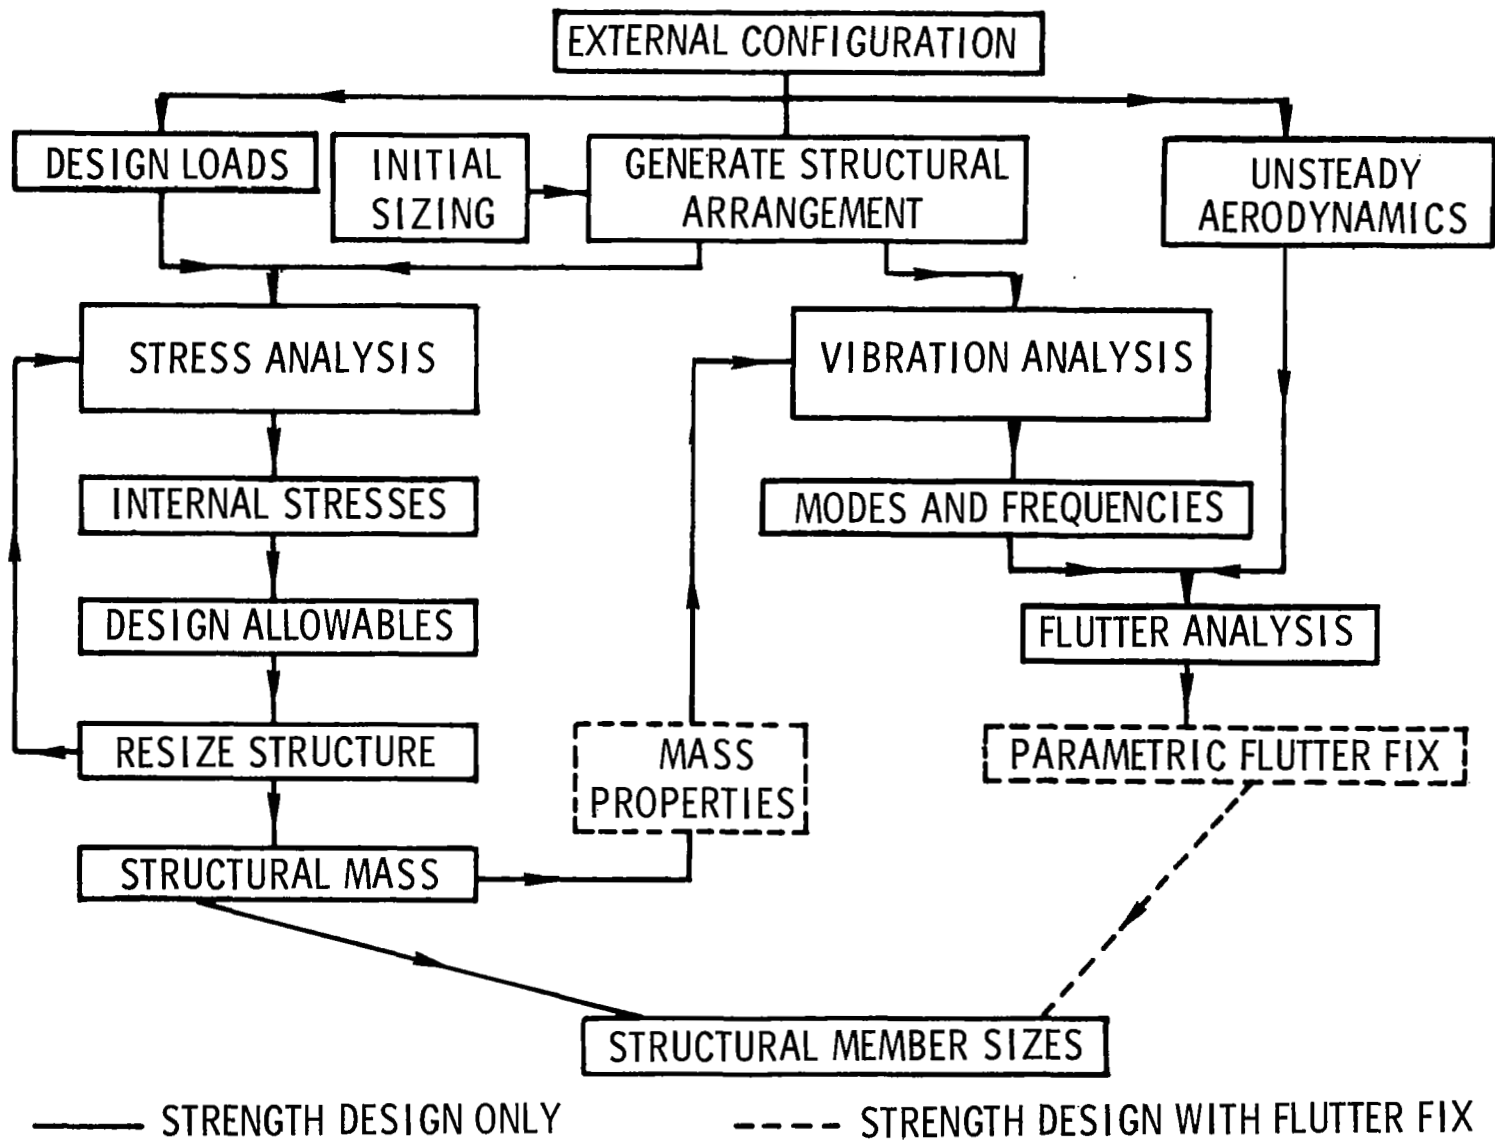 EXTERNAL CONFIGURATION
DESIGN LOADS
INITIAL
SIZING
GENERATE STRUCTURAL
ARRANGEMENT
UNSTEADY
AERODYNAMICS
STRESS ANALYSIS
VIBRATION ANALYSIS
INTERNAL STRESSES
MODES AND FREQUENCIES
DESIGN ALLOWABLES
FLUTTER ANALYSIS
RESIZE STRUCTURE
MASS
PROPERTIES
PARAMETRIC FLUTTER FIX
STRUCTURAL MASS
STRUCTURAL MEMBER SIZES
STRENGTH DESIGN ONLY
STRENGTH DESIGN WITH FLUTTER FIX